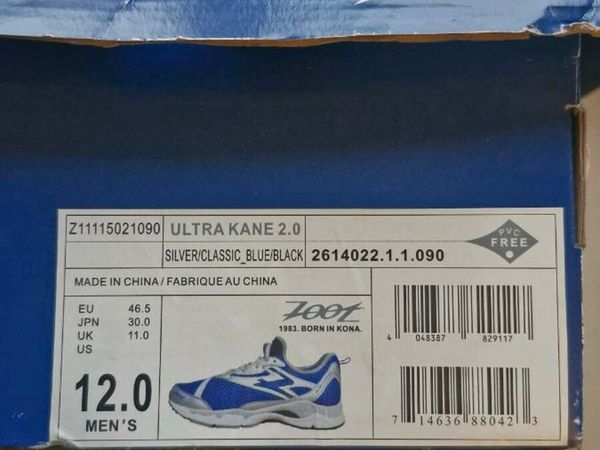 Z11115021090 ULTRA KANE 2.0
PVC FREE
SILVER/CLASSIC_BLUE/BLACK 2614022.1.1.090
MADE IN CHINA / FABRIQUE AU CHINA
EU 46.5
JPN 30.0
UK 11.0
US
12.0
MEN'S
Zoot
1983. BORN IN KONA.
4 046387 829117
7 14636 88042 3